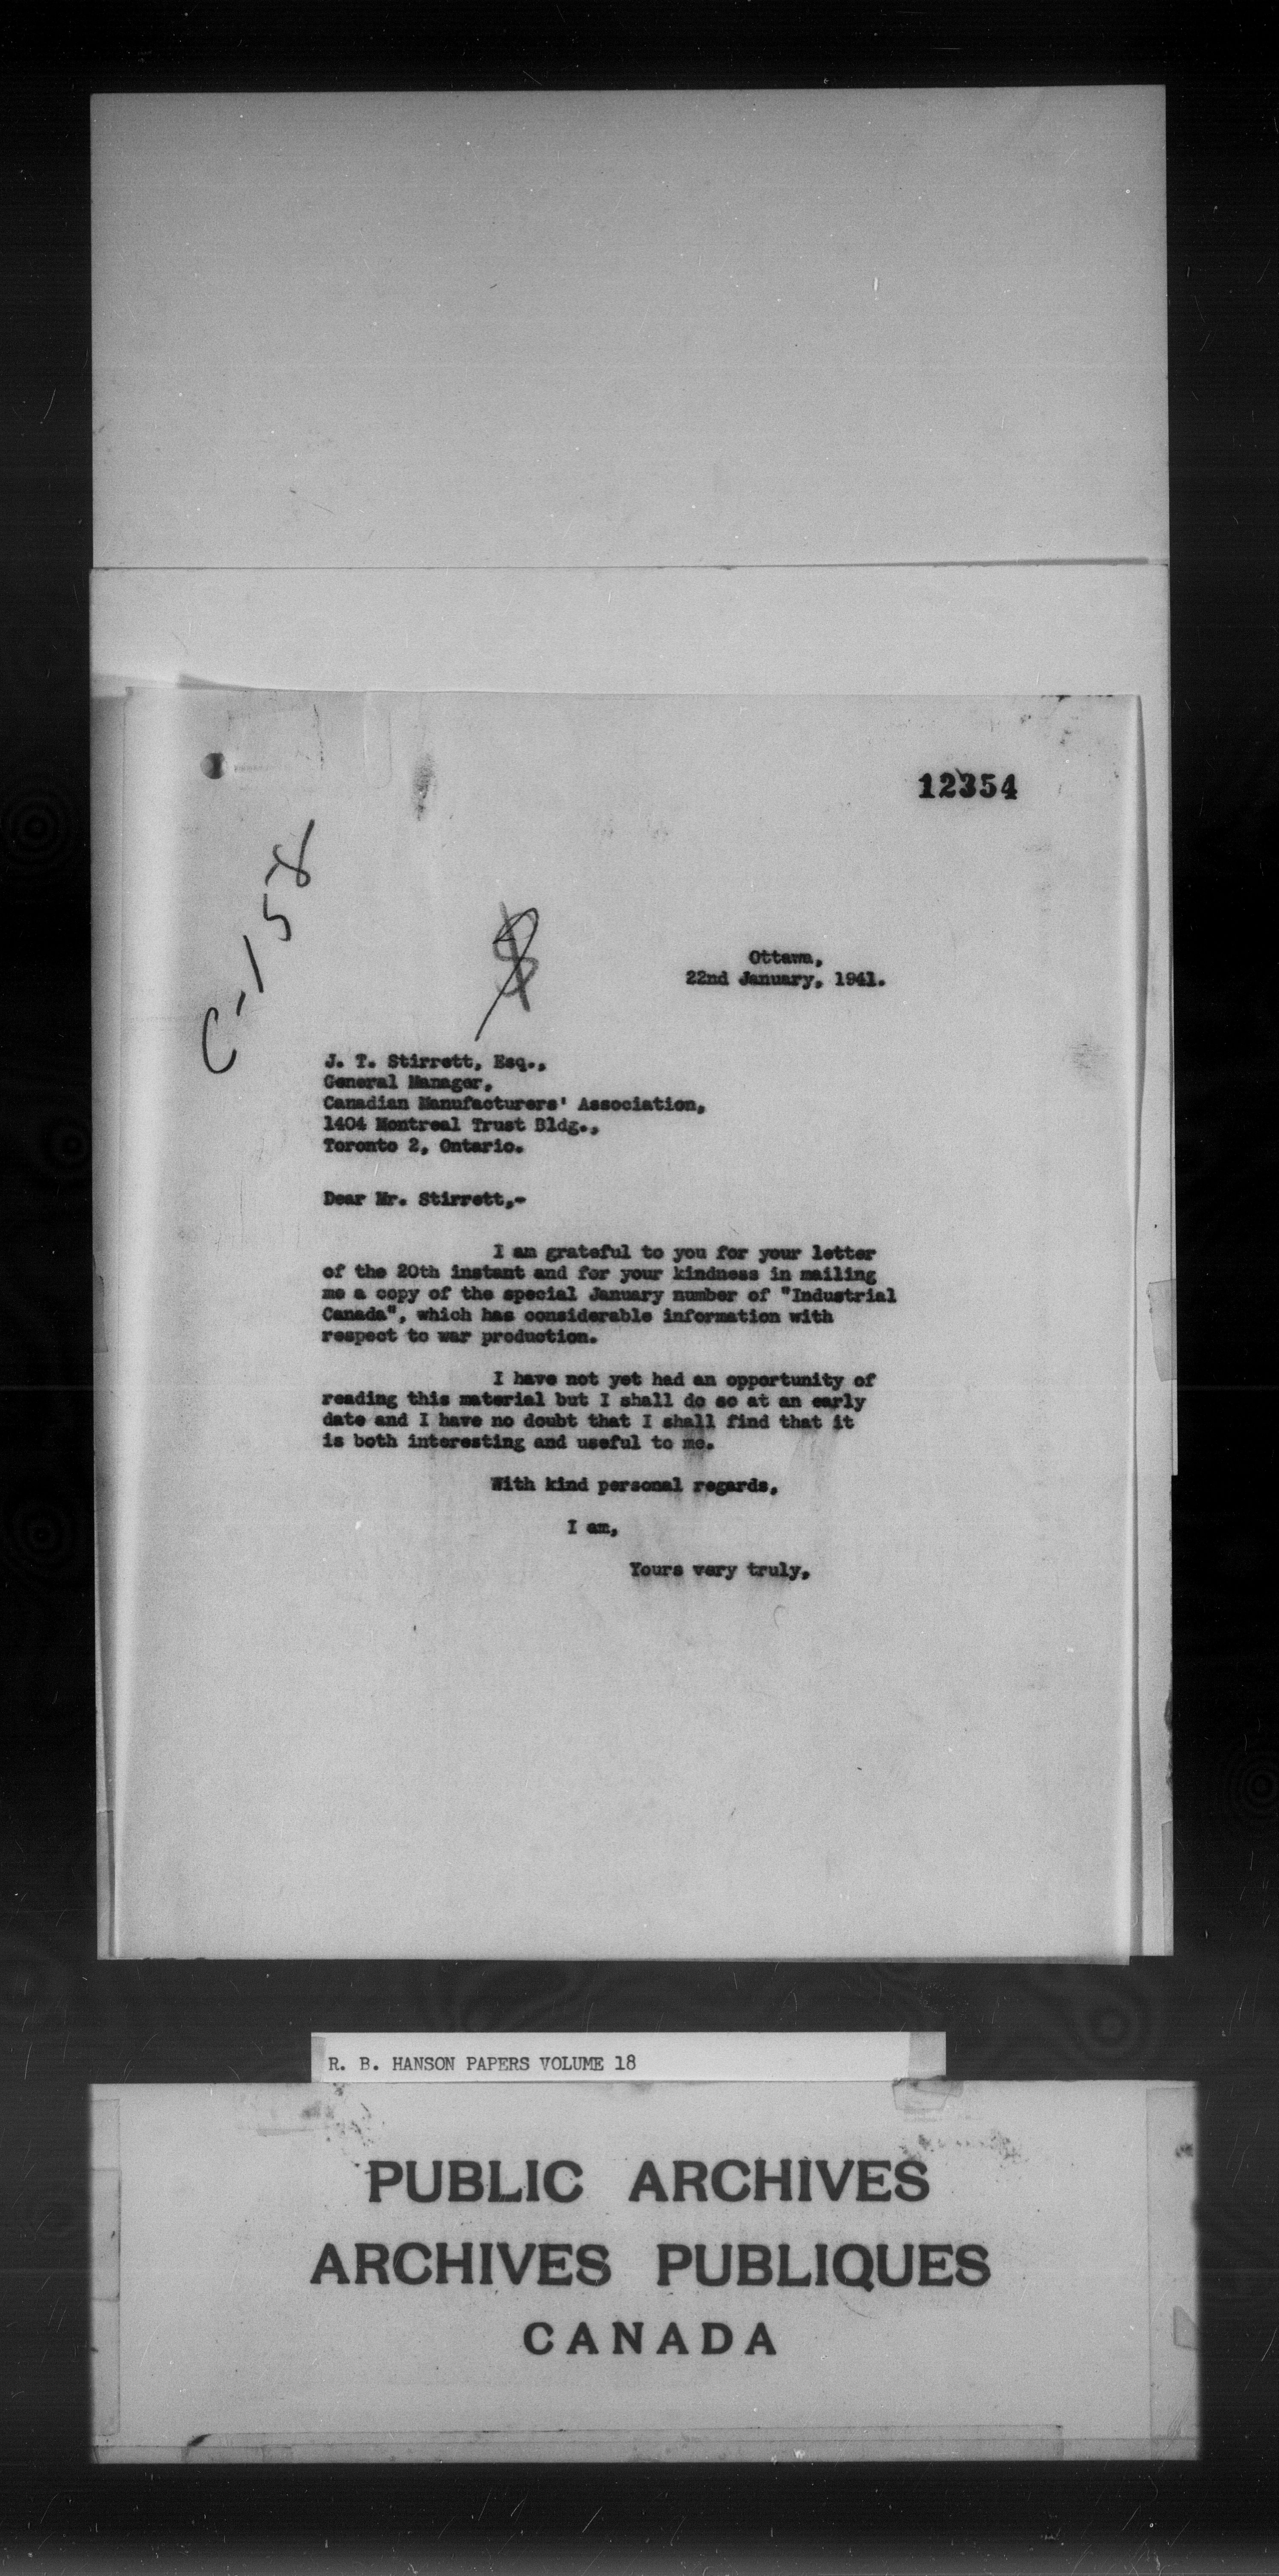 12354
C-158
Ottawa,
22nd January, 1941.
J. T. Stirrett, Esq.,
General Manager,
Canadian Manufacturers' Association,
1404 Montreal Trust Bldg.,
Toronto 2, Ontario.
Dear Mr. Stirrett,-
I am grateful to you for your letter
of the 20th instant and for your kindness in mailing
me a copy of the special January number of "Industrial
Canada", which has considerable information with
respect to war production.
I have not yet had an opportunity of
reading this material but I shall do so at an early
date and I have no doubt that I shall find that it
is both interesting and useful to me.
With kind personal regards,
I am,
Yours very truly,
R. B. HANSON PAPERS VOLUME 18
PUBLIC ARCHIVES
ARCHIVES PUBLIQUES
CANADA